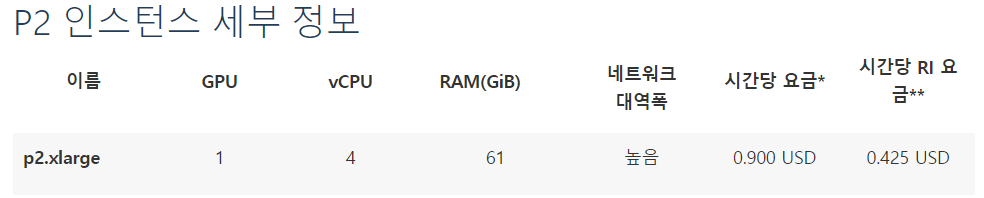 P2 인스턴스 세부 정보
이름 GPU vCPU RAM(GiB) 네트워크 대역폭 시간당 요금* 시간당 RI 요금**
p2.xlarge 1 4 61 높음 0.900 USD 0.425 USD